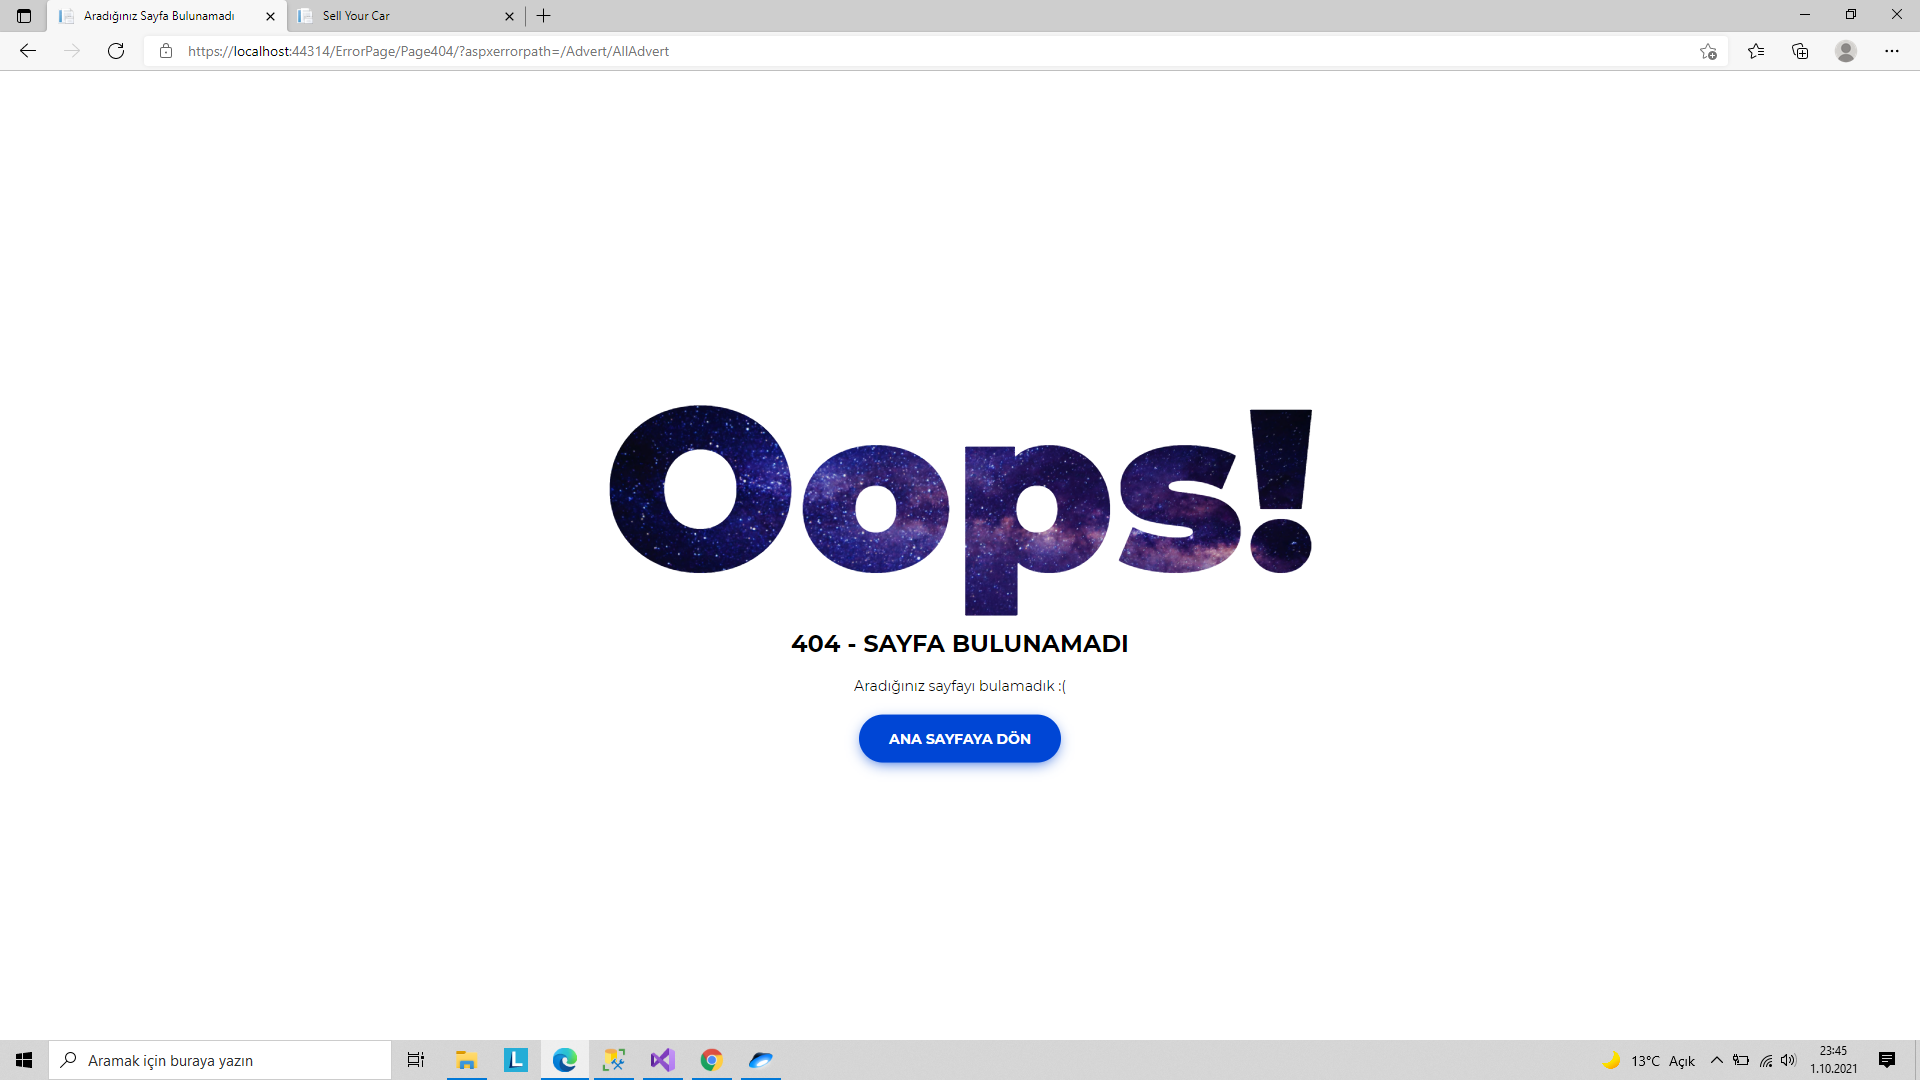 Aradığınız Sayfa Bulunamadı
Sell Your Car
https://localhost:44314/ErrorPage/Page404/?aspxerrorpath=/Advert/AllAdvert
Oops!
404 - SAYFA BULUNAMADI
Aradığınız sayfayı bulamadık :(
ANA SAYFAYA DÖN
Aramak için buraya yazın
L
13°C Açık
23:45
1.10.2021